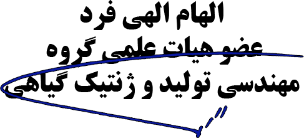 الهام الهی فرد
عضو هیات علمی گروه
مهندسی تولید و ژنتیک گیاهی